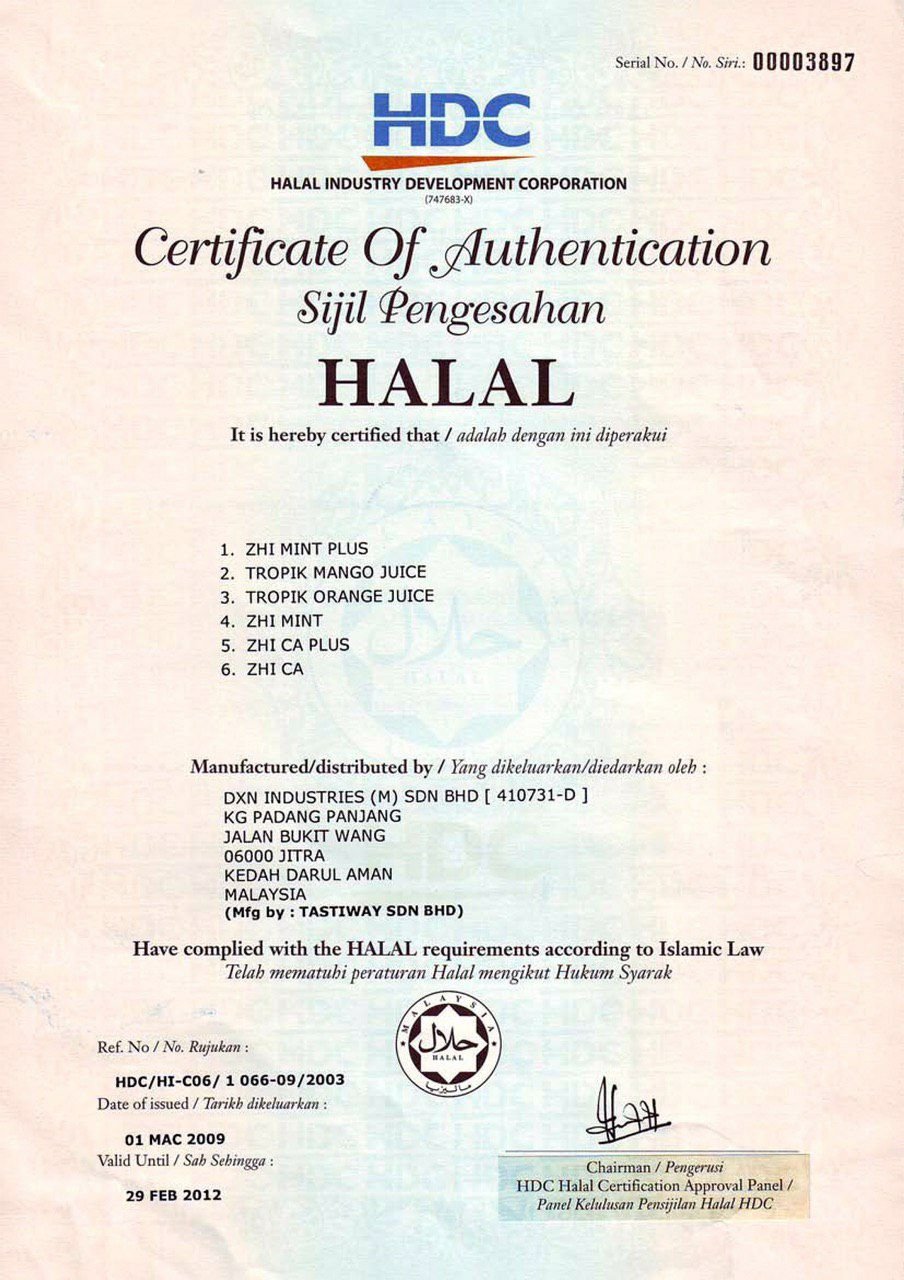 Serial No. / No. Siri.: 00003897
HDC
HALAL INDUSTRY DEVELOPMENT CORPORATION
(747683-X)
Certificate Of Authentication
Sijil Pengesahan
HALAL
It is hereby certified that / adalah dengan ini diperakui
1. ZHI MINT PLUS
2. TROPIK MANGO JUICE
3. TROPIK ORANGE JUICE
4. ZHI MINT
5. ZHI CA PLUS
6. ZHI CA
حلال
HALAL
Manufactured/distributed by / Yang dikeluarkan/diedarkan oleh :
DXN INDUSTRIES (M) SDN BHD [ 410731-D ]
KG PADANG PANJANG
JALAN BUKIT WANG
06000 JITRA
KEDAH DARUL AMAN
MALAYSIA
(Mfg by : TASTIWAY SDN BHD)
HDC
Have complied with the HALAL requirements according to Islamic Law
Telah mematuhi peraturan Halal mengikut Hukum Syarak
MALAYSIA
حلال
HALAL
مليزيا
Ref. No / No. Rujukan :
HDC/HI-C06/ 1 066-09/2003
Date of issued / Tarikh dikeluarkan :
01 MAC 2009
Valid Until / Sah Sehingga :
29 FEB 2012
Chairman / Pengerusi
HDC Halal Certification Approval Panel /
Panel Kelulusan Pensijilan Halal HDC